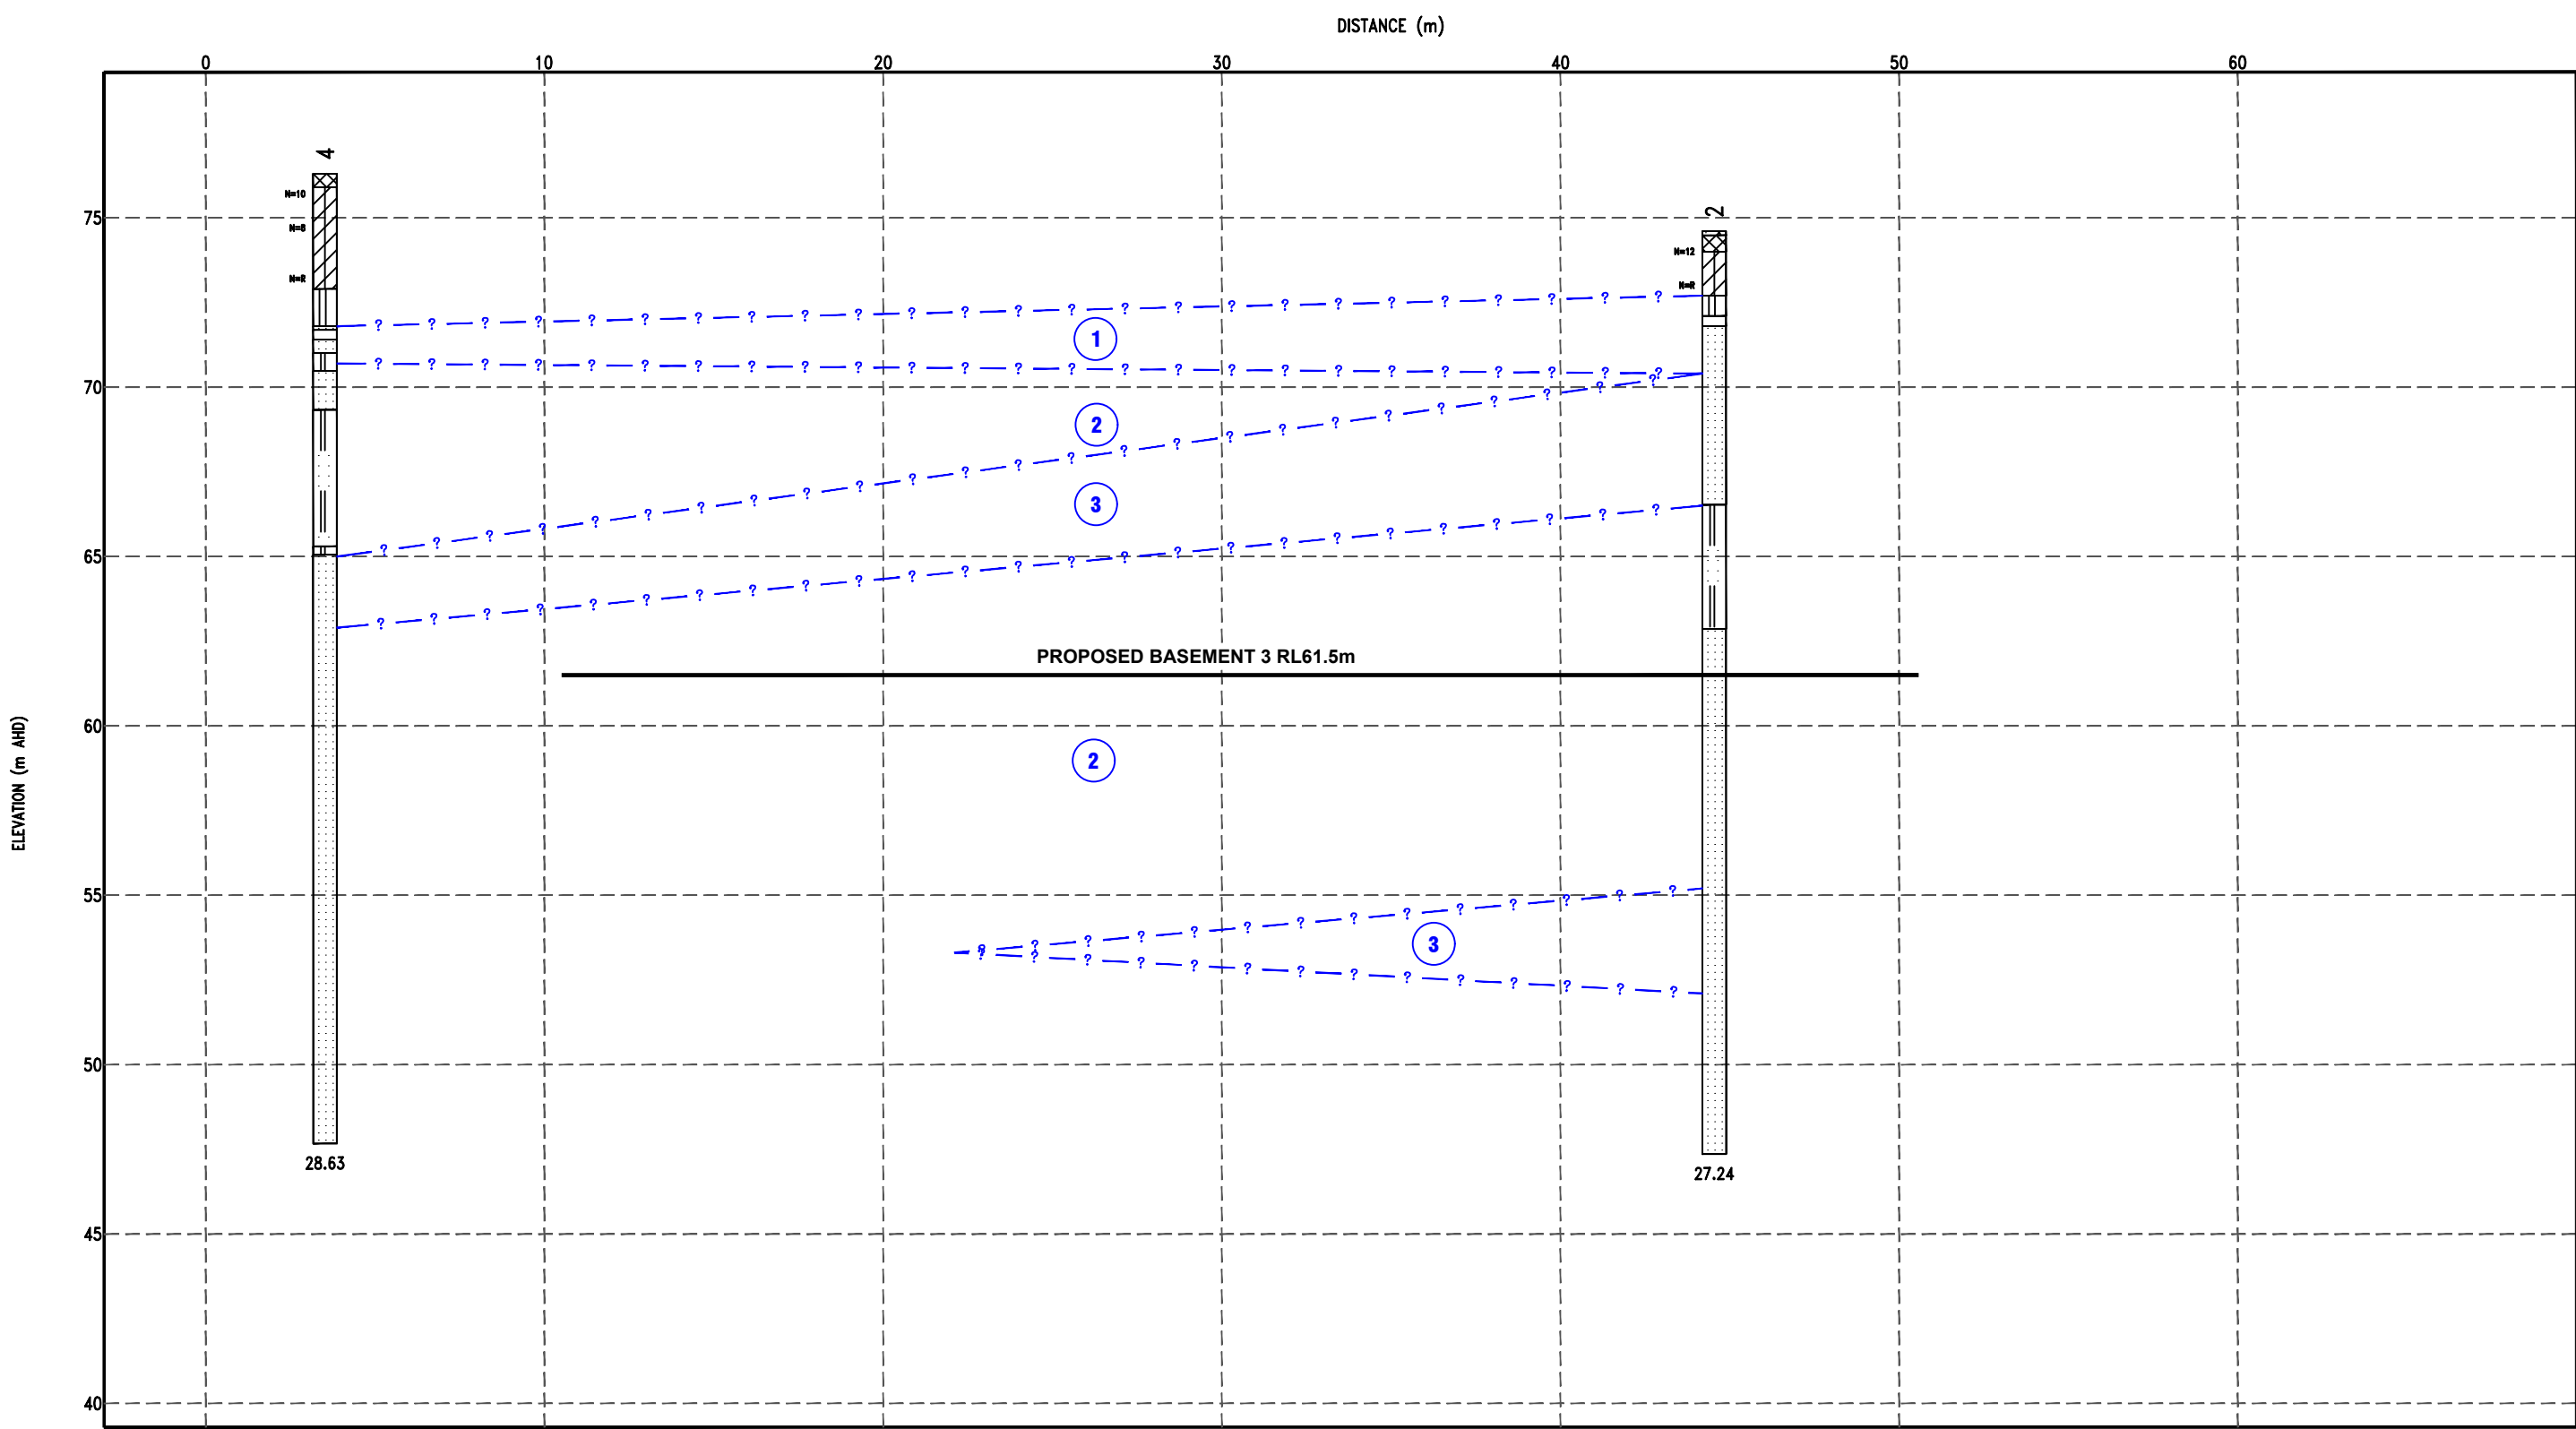 DISTANCE (m)
0 10 20 30 40 50 60
4
N=10
75
N=8
N=R
2
N=12
N=R
? ? ? ? ? ? ? ? ? ? ? ? ? ? ? ? ? ? ? ? ? ? ? ? ?
1
? ? ? ? ? ? ? ? ? ? ? ? ? ? ? ? ? ? ? ? ? ? ? ? ?
70
2
? ? ? ? ? ? ? ? ? ? ? ? ? ? ? ? ? ? ? ? ? ? ? ? ?
3
65
? ? ? ? ? ? ? ? ? ? ? ? ? ? ? ? ? ? ? ? ? ? ? ? ?
PROPOSED BASEMENT 3 RL61.5m
60
ELEVATION (m AHD)
2
55
? ? ? ? ? ? ? ? ? ? ? ? ? ?
3
? ? ? ? ? ? ? ? ? ? ? ? ? ?
50
28.63
27.24
45
40